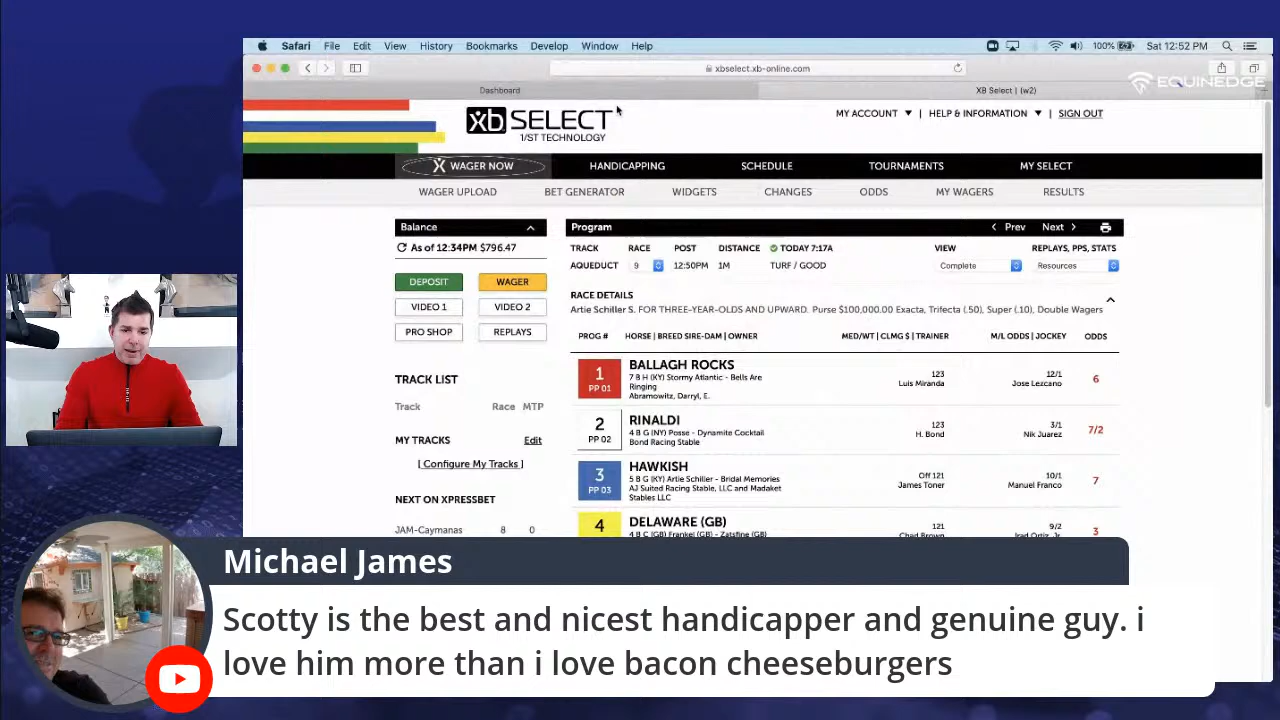 Safari File Edit View History Bookmarks Develop Window Help
100% Sat 12:52 PM
xbselect.xb-online.com
EQUINEDGE
Dashboard
XB Select | (w2)
xb SELECT
1/ST TECHNOLOGY
MY ACCOUNT | HELP & INFORMATION | SIGN OUT
X WAGER NOW HANDICAPPING SCHEDULE TOURNAMENTS MY SELECT
WAGER UPLOAD BET GENERATOR WIDGETS CHANGES ODDS MY WAGERS RESULTS
Balance
As of 12:34PM $796.47
DEPOSIT WAGER
VIDEO 1 VIDEO 2
PRO SHOP REPLAYS
TRACK LIST
Track Race MTP
MY TRACKS Edit
[ Configure My Tracks ]
NEXT ON XPRESSBET
JAM-Caymanas 8 0
Program Prev Next
TRACK RACE POST DISTANCE TODAY 7:17A VIEW REPLAYS, PPS, STATS
AQUEDUCT 9 12:50PM 1M TURF / GOOD Complete Resources
RACE DETAILS
Artie Schiller S. FOR THREE-YEAR-OLDS AND UPWARD. Purse $100,000.00 Exacta, Trifecta (.50), Super (.10), Double Wagers
PROG # HORSE | BREED SIRE-DAM | OWNER MED/WT | CLMG $ | TRAINER M/L ODDS | JOCKEY ODDS
1
PP 01
BALLAGH ROCKS
7 B H (KY) Stormy Atlantic - Bells Are
Ringing
Abramowitz, Darryl, E.
123
Luis Miranda
12/1
Jose Lezcano
6
2
PP 02
RINALDI
4 B G (NY) Posse - Dynamite Cocktail
Bond Racing Stable
123
H. Bond
3/1
Nik Juarez
7/2
3
PP 03
HAWKISH
5 B G (KY) Artie Schiller - Bridal Memories
AJ Suited Racing Stable, LLC and Madaket
Stables LLC
Off 121
James Toner
10/1
Manuel Franco
7
4
DELAWARE (GB)
4 B C (GB) Frankel (GB) - Zatsfine (GB)
121
Chad Brown
9/2
Irad Ortiz, Jr.
3
Michael James
Scotty is the best and nicest handicapper and genuine guy. i
love him more than i love bacon cheeseburgers